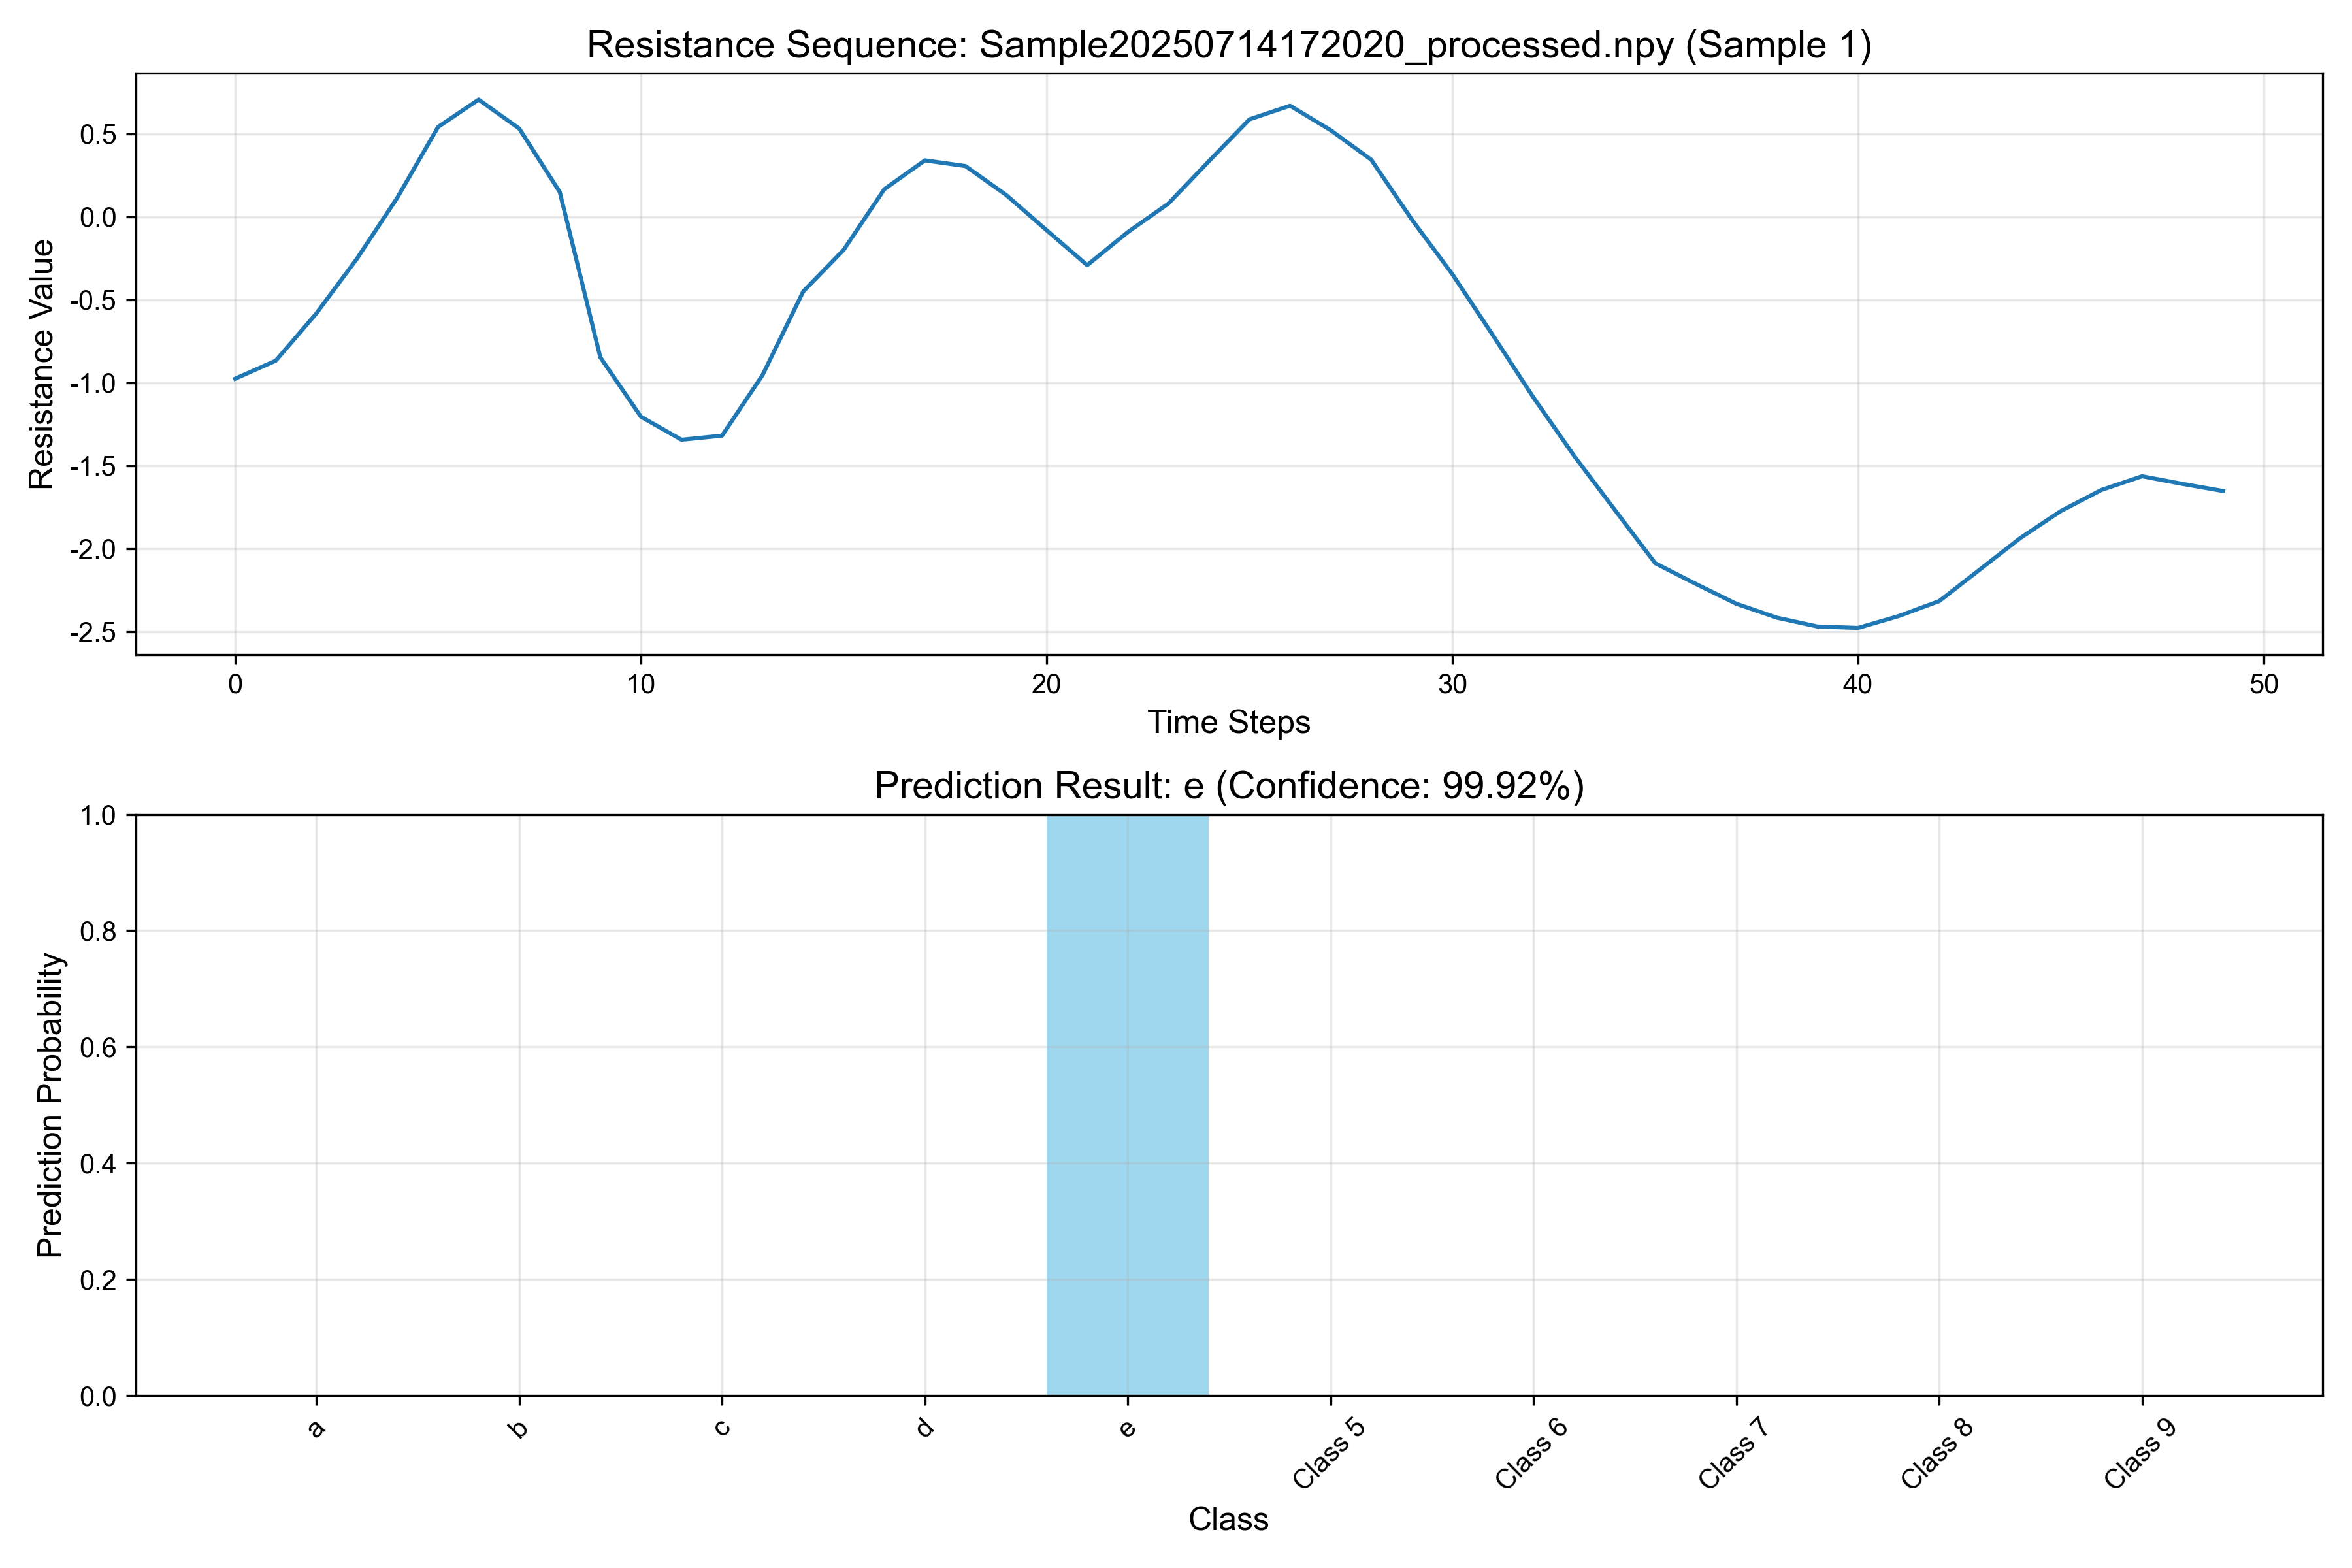 Resistance Sequence: Sample20250714172020_processed.npy (Sample 1)
Resistance Value
0.5
0.0
-0.5
-1.0
-1.5
-2.0
-2.5
0 10 20 30 40 50
Time Steps
Prediction Result: e (Confidence: 99.92%)
Prediction Probability
1.0
0.8
0.6
0.4
0.2
0.0
a b c d e Class 5 Class 6 Class 7 Class 8 Class 9
Class